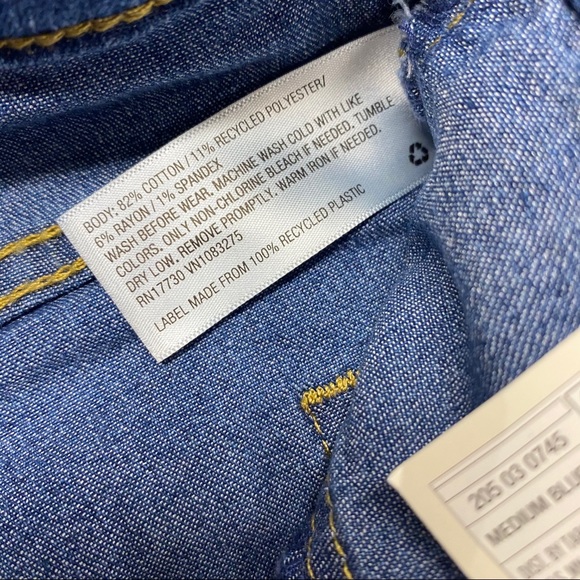 BODY: 82% COTTON / 11% RECYCLED POLYESTER/
6% RAYON / 1% SPANDEX
WASH BEFORE WEAR. MACHINE WASH COLD WITH LIKE
COLORS. ONLY NON-CHLORINE BLEACH IF NEEDED. TUMBLE
DRY LOW. REMOVE PROMPTLY. WARM IRON IF NEEDED.
RN17730 VN1083275
LABEL MADE FROM 100% RECYCLED PLASTIC
205 03 0745
MEDIUM
DIST. BY